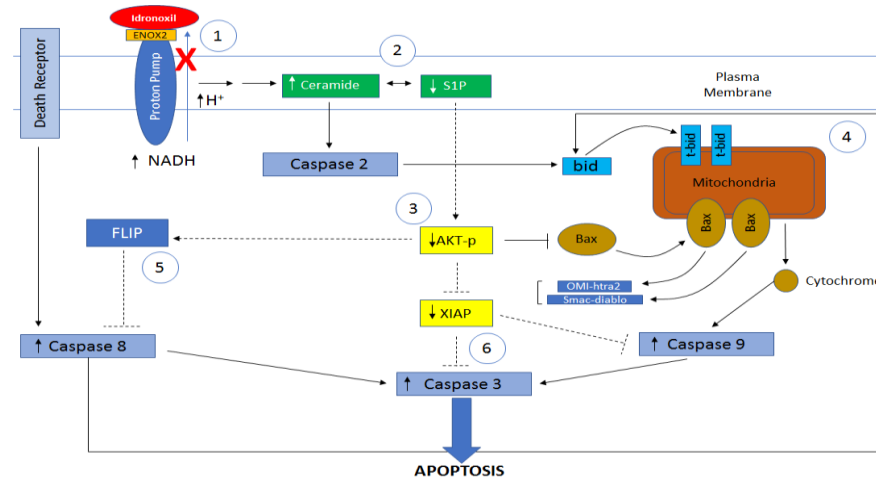 Idronoxil
ENOX2
1
X
Death Receptor
Proton Pump
↑ H⁺
↑ NADH
2
↑ Ceramide
↓ S1P
Plasma
Membrane
Caspase 2
bid
t-bid
t-bid
4
Mitochondria
Bax
Bax
3
FLIP
↓AKT-p
Bax
5
OMI-htra2
Smac-diablo
Cytochrome
↓ XIAP
↑ Caspase 8
6
↑ Caspase 9
↑ Caspase 3
APOPTOSIS